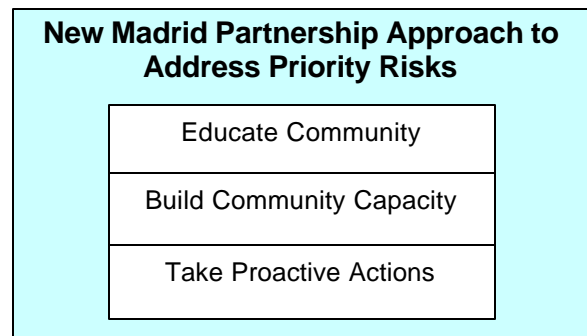 New Madrid Partnership Approach to
Address Priority Risks
Educate Community
Build Community Capacity
Take Proactive Actions